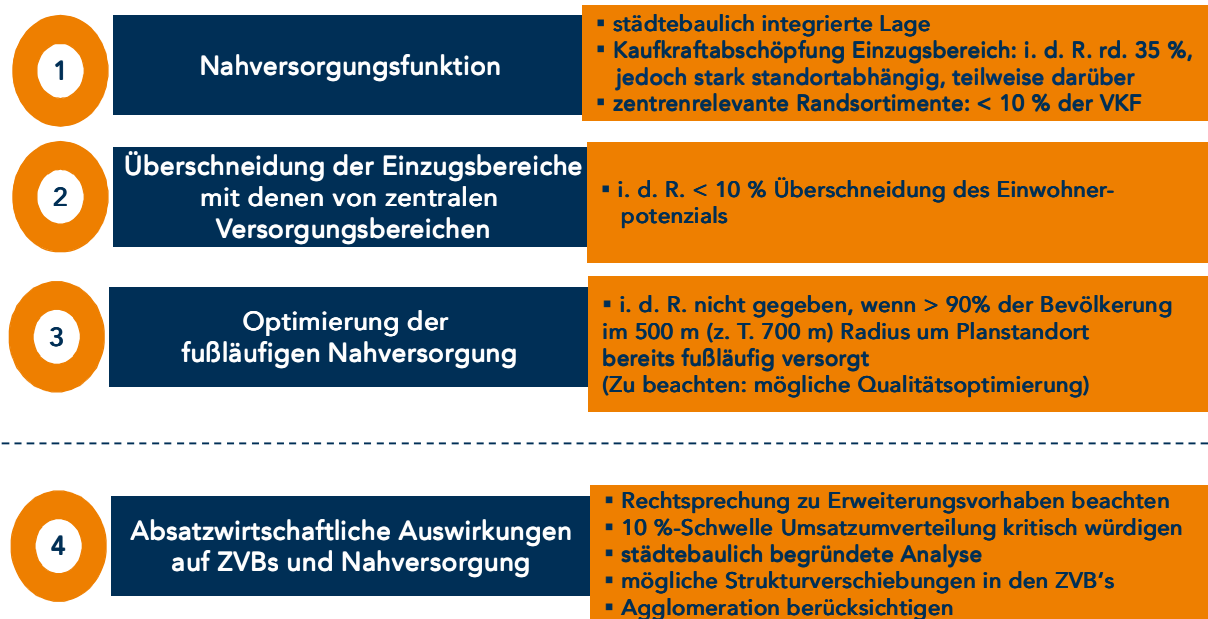 1
Nahversorgungsfunktion
▪ städtebaulich integrierte Lage
▪ Kaufkraftabschöpfung Einzugsbereich: i. d. R. rd. 35 %,
jedoch stark standortabhängig, teilweise darüber
▪ zentrenrelevante Randsortimente: < 10 % der VKF
2
Überschneidung der Einzugsbereiche
mit denen von zentralen
Versorgungsbereichen
▪ i. d. R. < 10 % Überschneidung des Einwohner-
potenzials
3
Optimierung der
fußläufigen Nahversorgung
▪ i. d. R. nicht gegeben, wenn > 90% der Bevölkerung
im 500 m (z. T. 700 m) Radius um Planstandort
bereits fußläufig versorgt
(Zu beachten: mögliche Qualitätsoptimierung)
4
Absatzwirtschaftliche Auswirkungen
auf ZVBs und Nahversorgung
▪ Rechtsprechung zu Erweiterungsvorhaben beachten
▪ 10 %-Schwelle Umsatzumverteilung kritisch würdigen
▪ städtebaulich begründete Analyse
▪ mögliche Strukturverschiebungen in den ZVB’s
▪ Agglomeration berücksichtigen